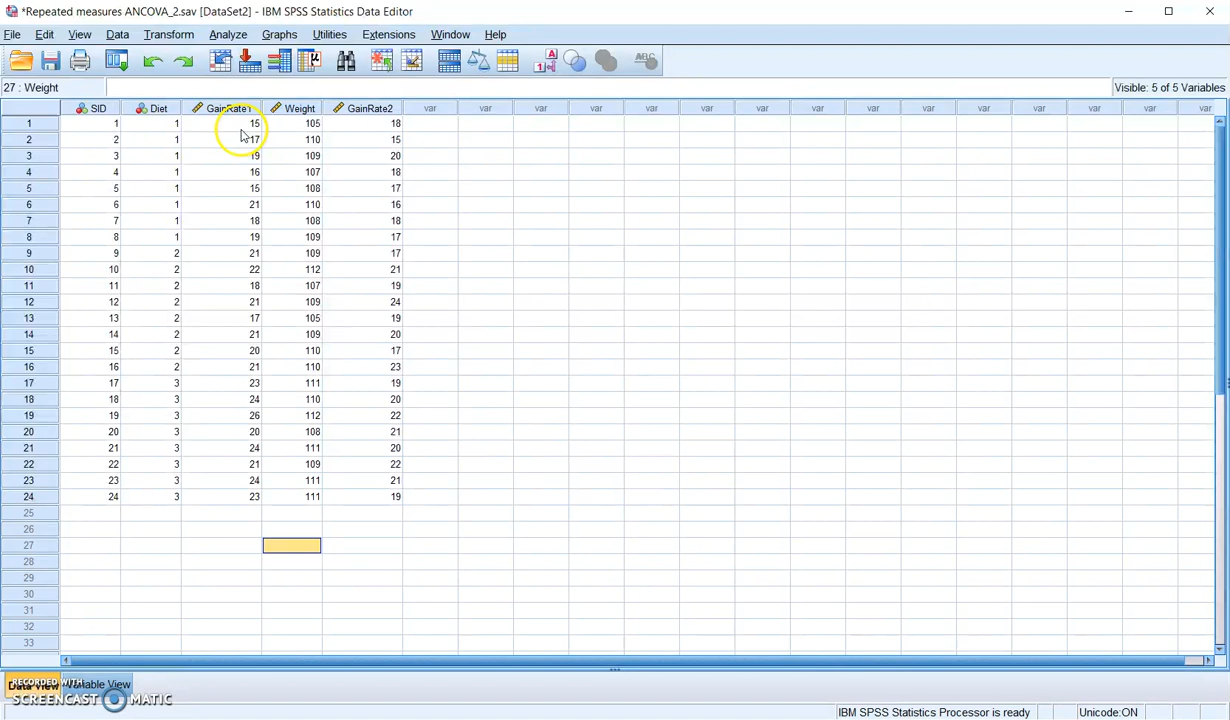 *Repeated measures ANCOVA_2.sav [DataSet2] - IBM SPSS Statistics Data Editor
File Edit View Data Transform Analyze Graphs Utilities Extensions Window Help
27 : Weight Visible: 5 of 5 Variables
SID Diet GainRate1 Weight GainRate2 var var var var var var var var var var var var var var var
1 1 1 15 105 18
2 2 1 17 110 15
3 3 1 19 109 20
4 4 1 16 107 18
5 5 1 15 108 17
6 6 1 21 110 16
7 7 1 18 108 18
8 8 1 19 109 17
9 9 2 21 109 17
10 10 2 22 112 21
11 11 2 18 107 19
12 12 2 21 109 24
13 13 2 17 105 19
14 14 2 21 109 20
15 15 2 20 110 17
16 16 2 21 110 23
17 17 3 23 111 19
18 18 3 24 110 20
19 19 3 26 112 22
20 20 3 20 108 21
21 21 3 24 111 20
22 22 3 21 109 22
23 23 3 24 111 21
24 24 3 23 111 19
25
26
27
28
29
30
31
32
33
Data View Variable View
RECORDED WITH
SCREENCAST MATIC
IBM SPSS Statistics Processor is ready Unicode:ON